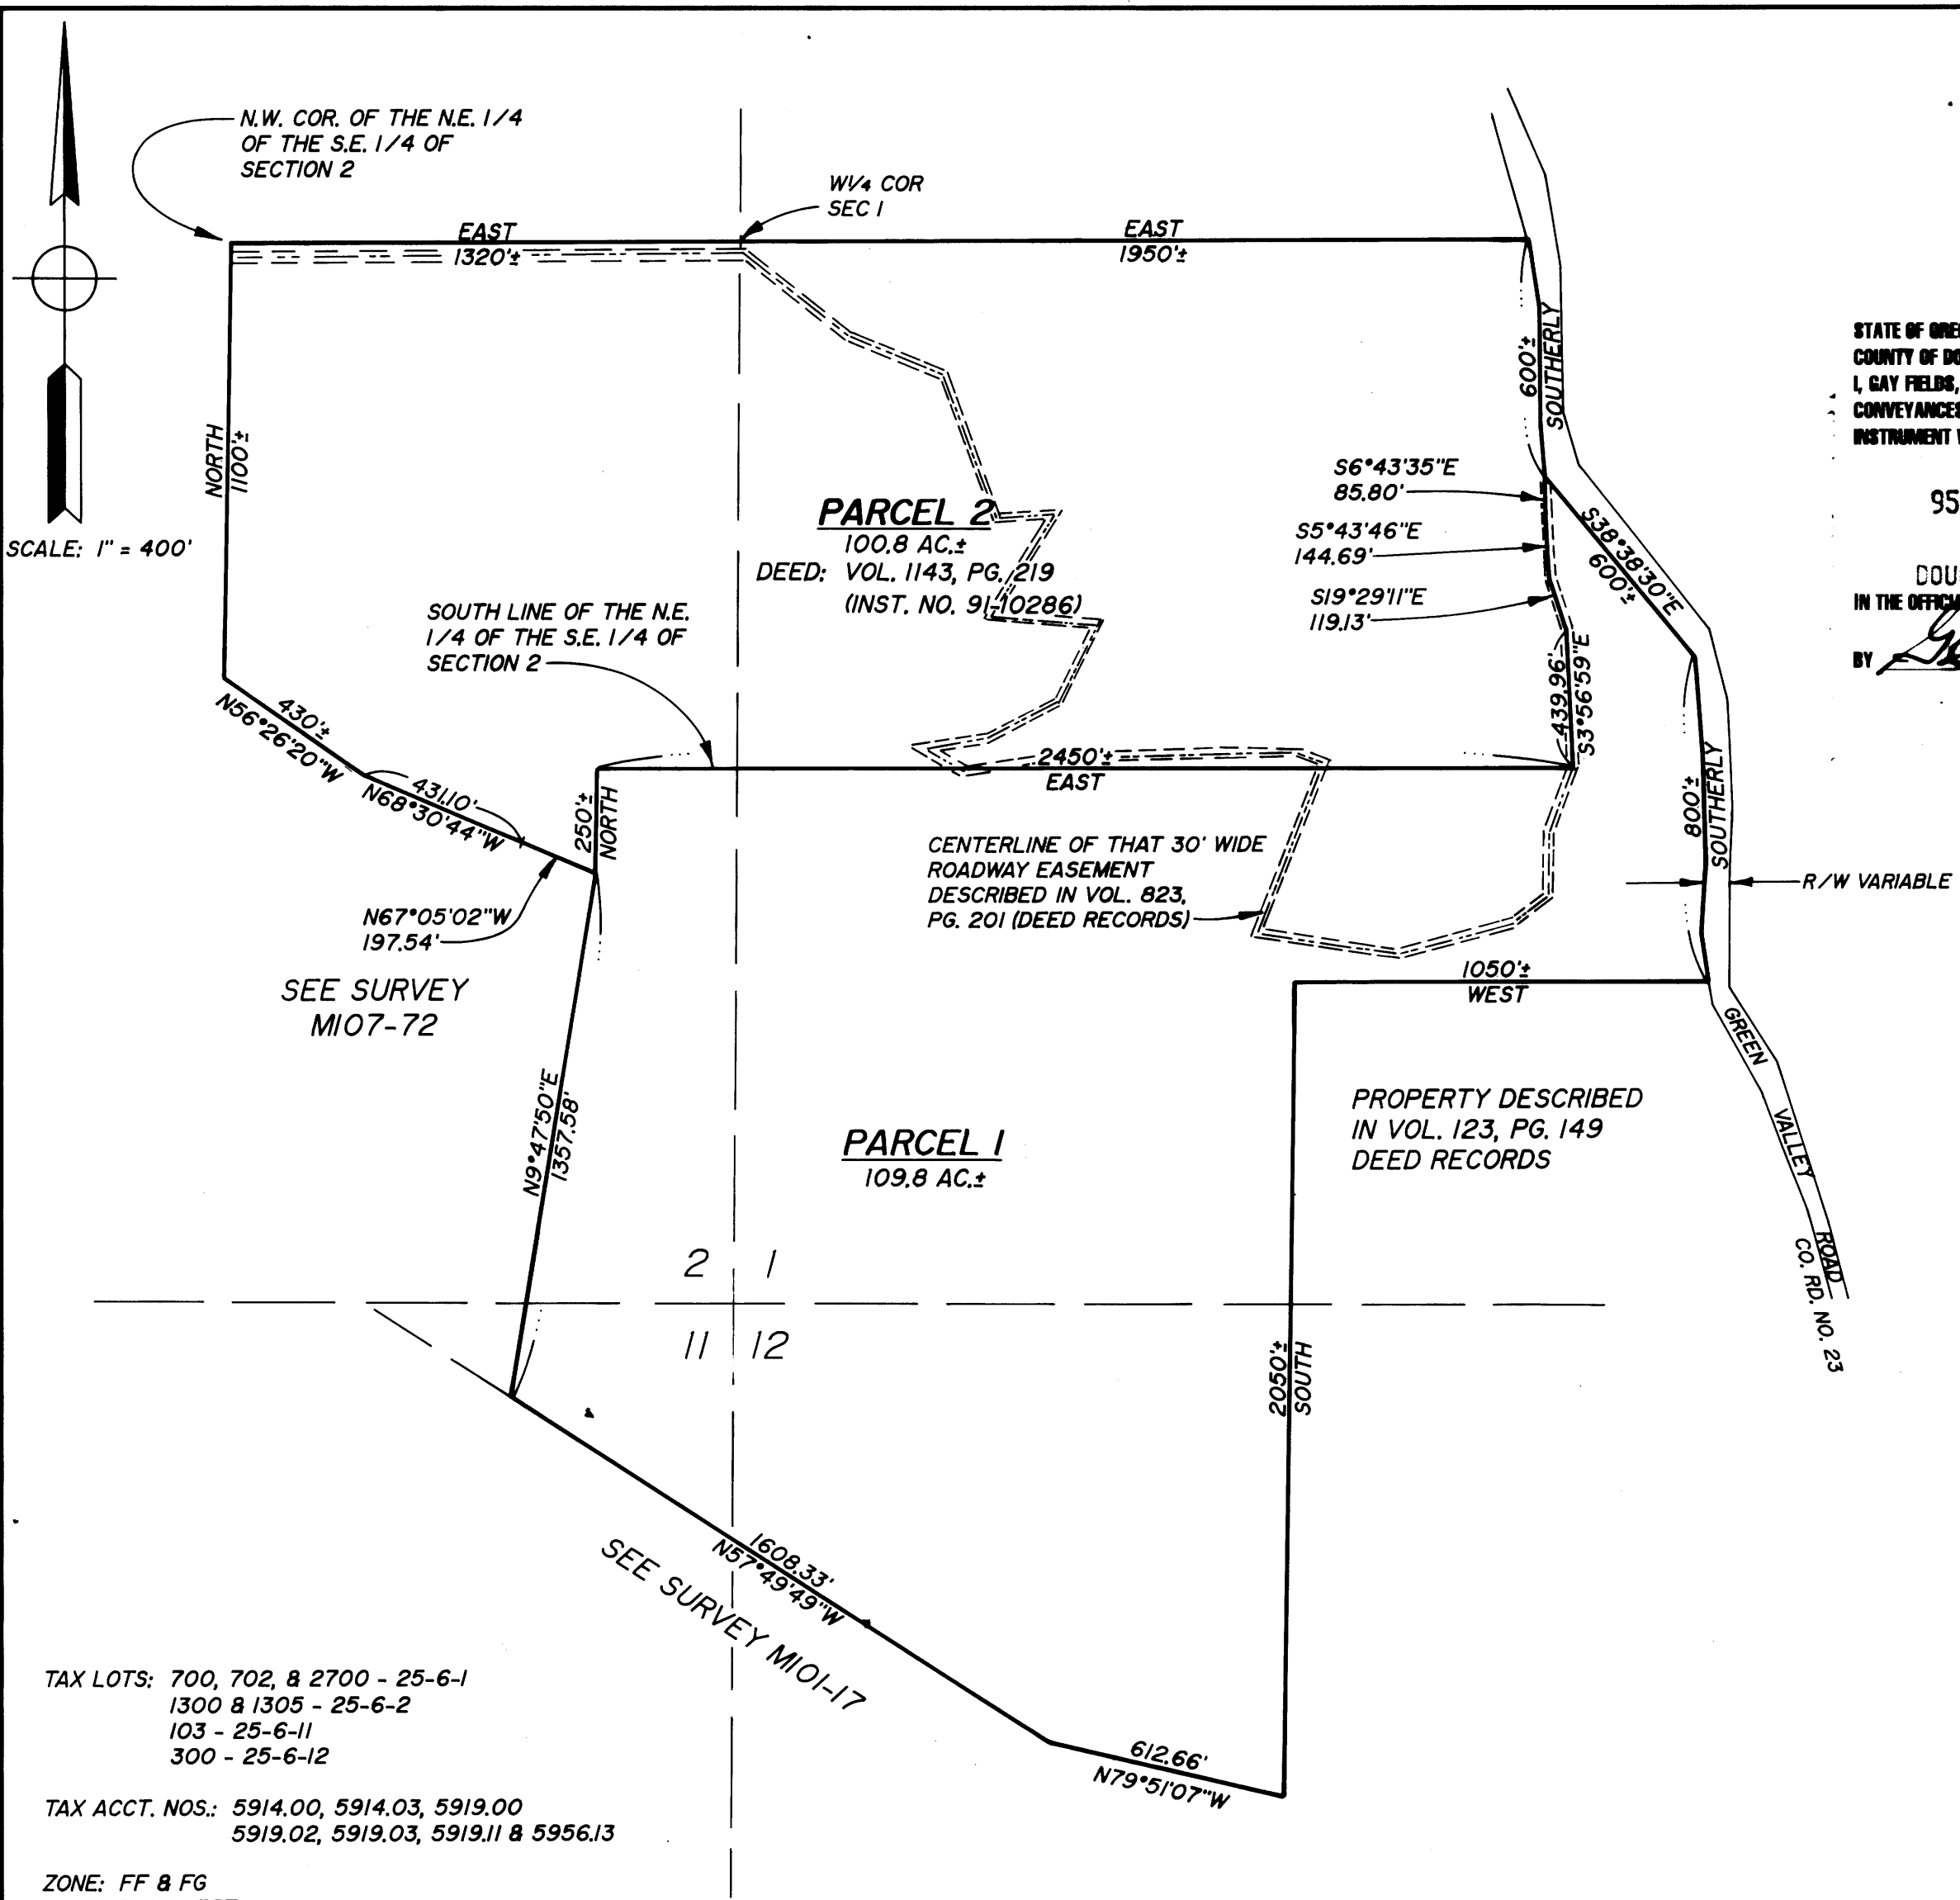 N.W. COR. OF THE N.E. 1/4
OF THE S.E. 1/4 OF
SECTION 2
W1/4 COR
SEC 1
EAST
1320'±
EAST
1950'±
SCALE: 1" = 400'
NORTH
1100'±
600'±
SOUTHERLY
PARCEL 2
100.8 AC.±
DEED: VOL. 1143, PG. 219
(INST. NO. 91-10286)
S6°43'35"E
85.80'
S5°43'46"E
144.69'
S19°29'11"E
119.13'
S38°38'30"E
600'±
439.96'
S3°56'59"E
STATE OF
COUNTY OF
I, GAY FIELDS,
CONVEYANCES
INSTRUMENT
95
IN THE
BY
SOUTH LINE OF THE N.E.
1/4 OF THE S.E. 1/4 OF
SECTION 2
430'±
N56°26'20"W
431.10'
N68°30'44"W
250'±
NORTH
2450'±
EAST
800'±
SOUTHERLY
N67°05'02"W
197.54'
CENTERLINE OF THAT 30' WIDE
ROADWAY EASEMENT
DESCRIBED IN VOL. 823,
PG. 201 (DEED RECORDS)
R/W VARIABLE
SEE SURVEY
M107-72
1050'±
WEST
GREEN VALLEY ROAD
CO. RD. NO. 23
N9°47'50"E
1357.58'
PARCEL 1
109.8 AC.±
PROPERTY DESCRIBED
IN VOL. 123, PG. 149
DEED RECORDS
2 1
11 12
2050'±
SOUTH
1608.33'
N57°49'49"W
SEE SURVEY M101-17
612.66'
N79°51'07"W
TAX LOTS: 700, 702, & 2700 - 25-6-1
1300 & 1305 - 25-6-2
103 - 25-6-11
300 - 25-6-12
TAX ACCT. NOS.: 5914.00, 5914.03, 5919.00
5919.02, 5919.03, 5919.11 & 5956.13
ZONE: FF & FG